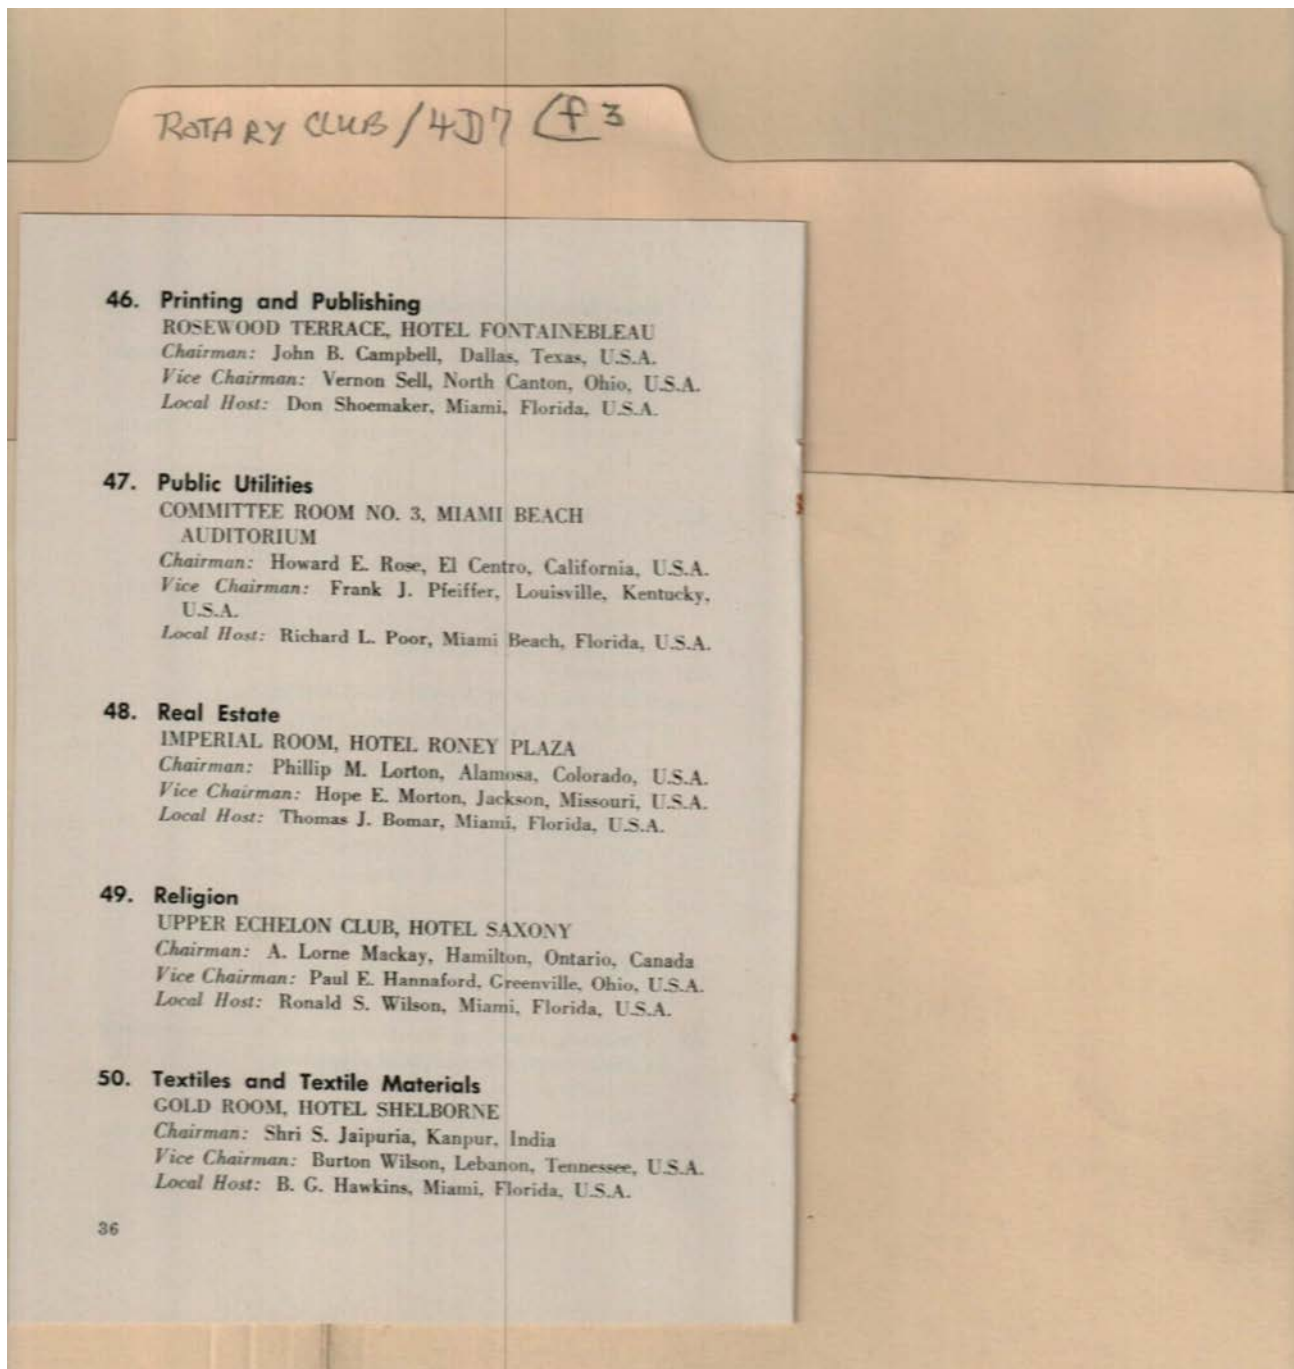 ROTARY CLUB / 4D7 f 3
46. Printing and Publishing
ROSEWOOD TERRACE, HOTEL FONTAINEBLEAU
Chairman: John B. Campbell, Dallas, Texas, U.S.A.
Vice Chairman: Vernon Sell, North Canton, Ohio, U.S.A.
Local Host: Don Shoemaker, Miami, Florida, U.S.A.
47. Public Utilities
COMMITTEE ROOM NO. 3, MIAMI BEACH
AUDITORIUM
Chairman: Howard E. Rose, El Centro, California, U.S.A.
Vice Chairman: Frank J. Pfeiffer, Louisville, Kentucky,
U.S.A.
Local Host: Richard L. Poor, Miami Beach, Florida, U.S.A.
48. Real Estate
IMPERIAL ROOM, HOTEL RONEY PLAZA
Chairman: Phillip M. Lorton, Alamosa, Colorado, U.S.A.
Vice Chairman: Hope E. Morton, Jackson, Missouri, U.S.A.
Local Host: Thomas J. Bomar, Miami, Florida, U.S.A.
49. Religion
UPPER ECHELON CLUB, HOTEL SAXONY
Chairman: A. Lorne Mackay, Hamilton, Ontario, Canada
Vice Chairman: Paul E. Hannaford, Greenville, Ohio, U.S.A.
Local Host: Ronald S. Wilson, Miami, Florida, U.S.A.
50. Textiles and Textile Materials
GOLD ROOM, HOTEL SHELBORNE
Chairman: Shri S. Jaipuria, Kanpur, India
Vice Chairman: Burton Wilson, Lebanon, Tennessee, U.S.A.
Local Host: B. G. Hawkins, Miami, Florida, U.S.A.
36